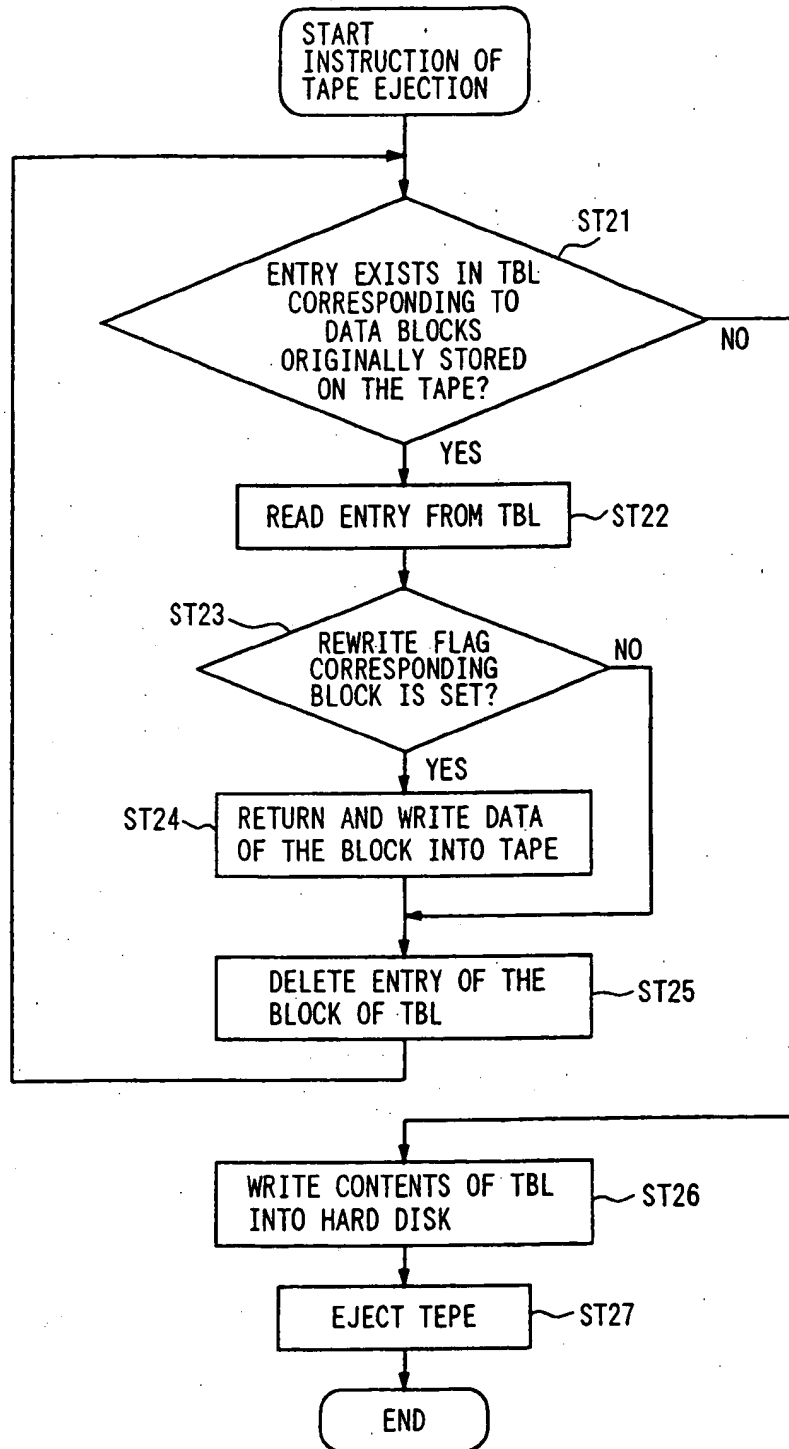 START
INSTRUCTION OF
TAPE EJECTION
ST21
ENTRY EXISTS IN TBL
CORRESPONDING TO
DATA BLOCKS
ORIGINALLY STORED
ON THE TAPE?
NO
YES
READ ENTRY FROM TBL
ST22
ST23
REWRITE FLAG
CORRESPONDING
BLOCK IS SET?
NO
YES
ST24
RETURN AND WRITE DATA
OF THE BLOCK INTO TAPE
DELETE ENTRY OF THE
BLOCK OF TBL
ST25
WRITE CONTENTS OF TBL
INTO HARD DISK
ST26
EJECT TEPE
ST27
END